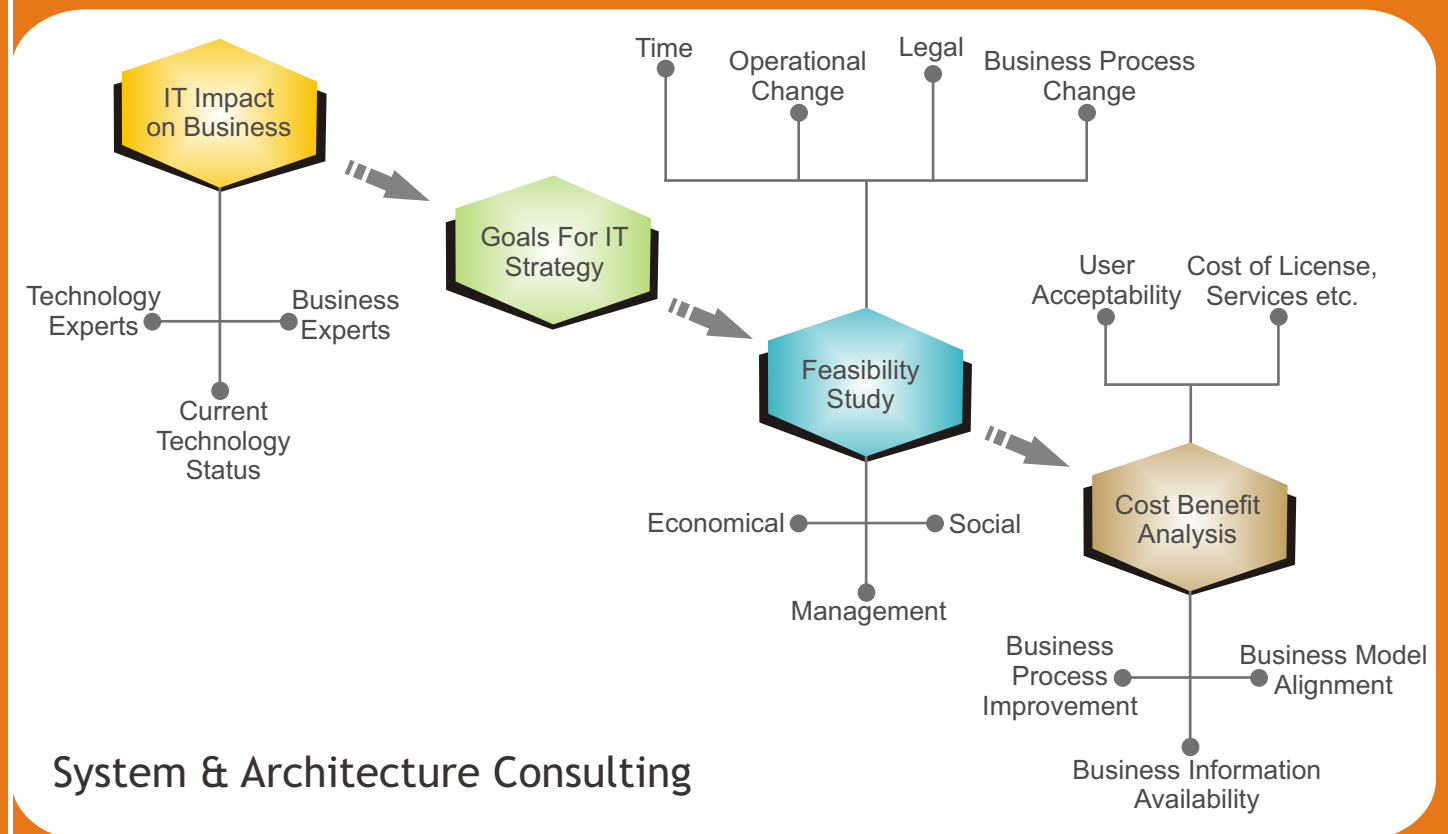 IT Impact
on Business
Technology
Experts
Business
Experts
Current
Technology
Status
Goals For IT
Strategy
Time
Operational
Change
Legal
Business Process
Change
Feasibility
Study
Economical
Social
Management
User
Acceptability
Cost of License,
Services etc.
Cost Benefit
Analysis
Business
Process
Improvement
Business Model
Alignment
Business Information
Availability
System & Architecture Consulting